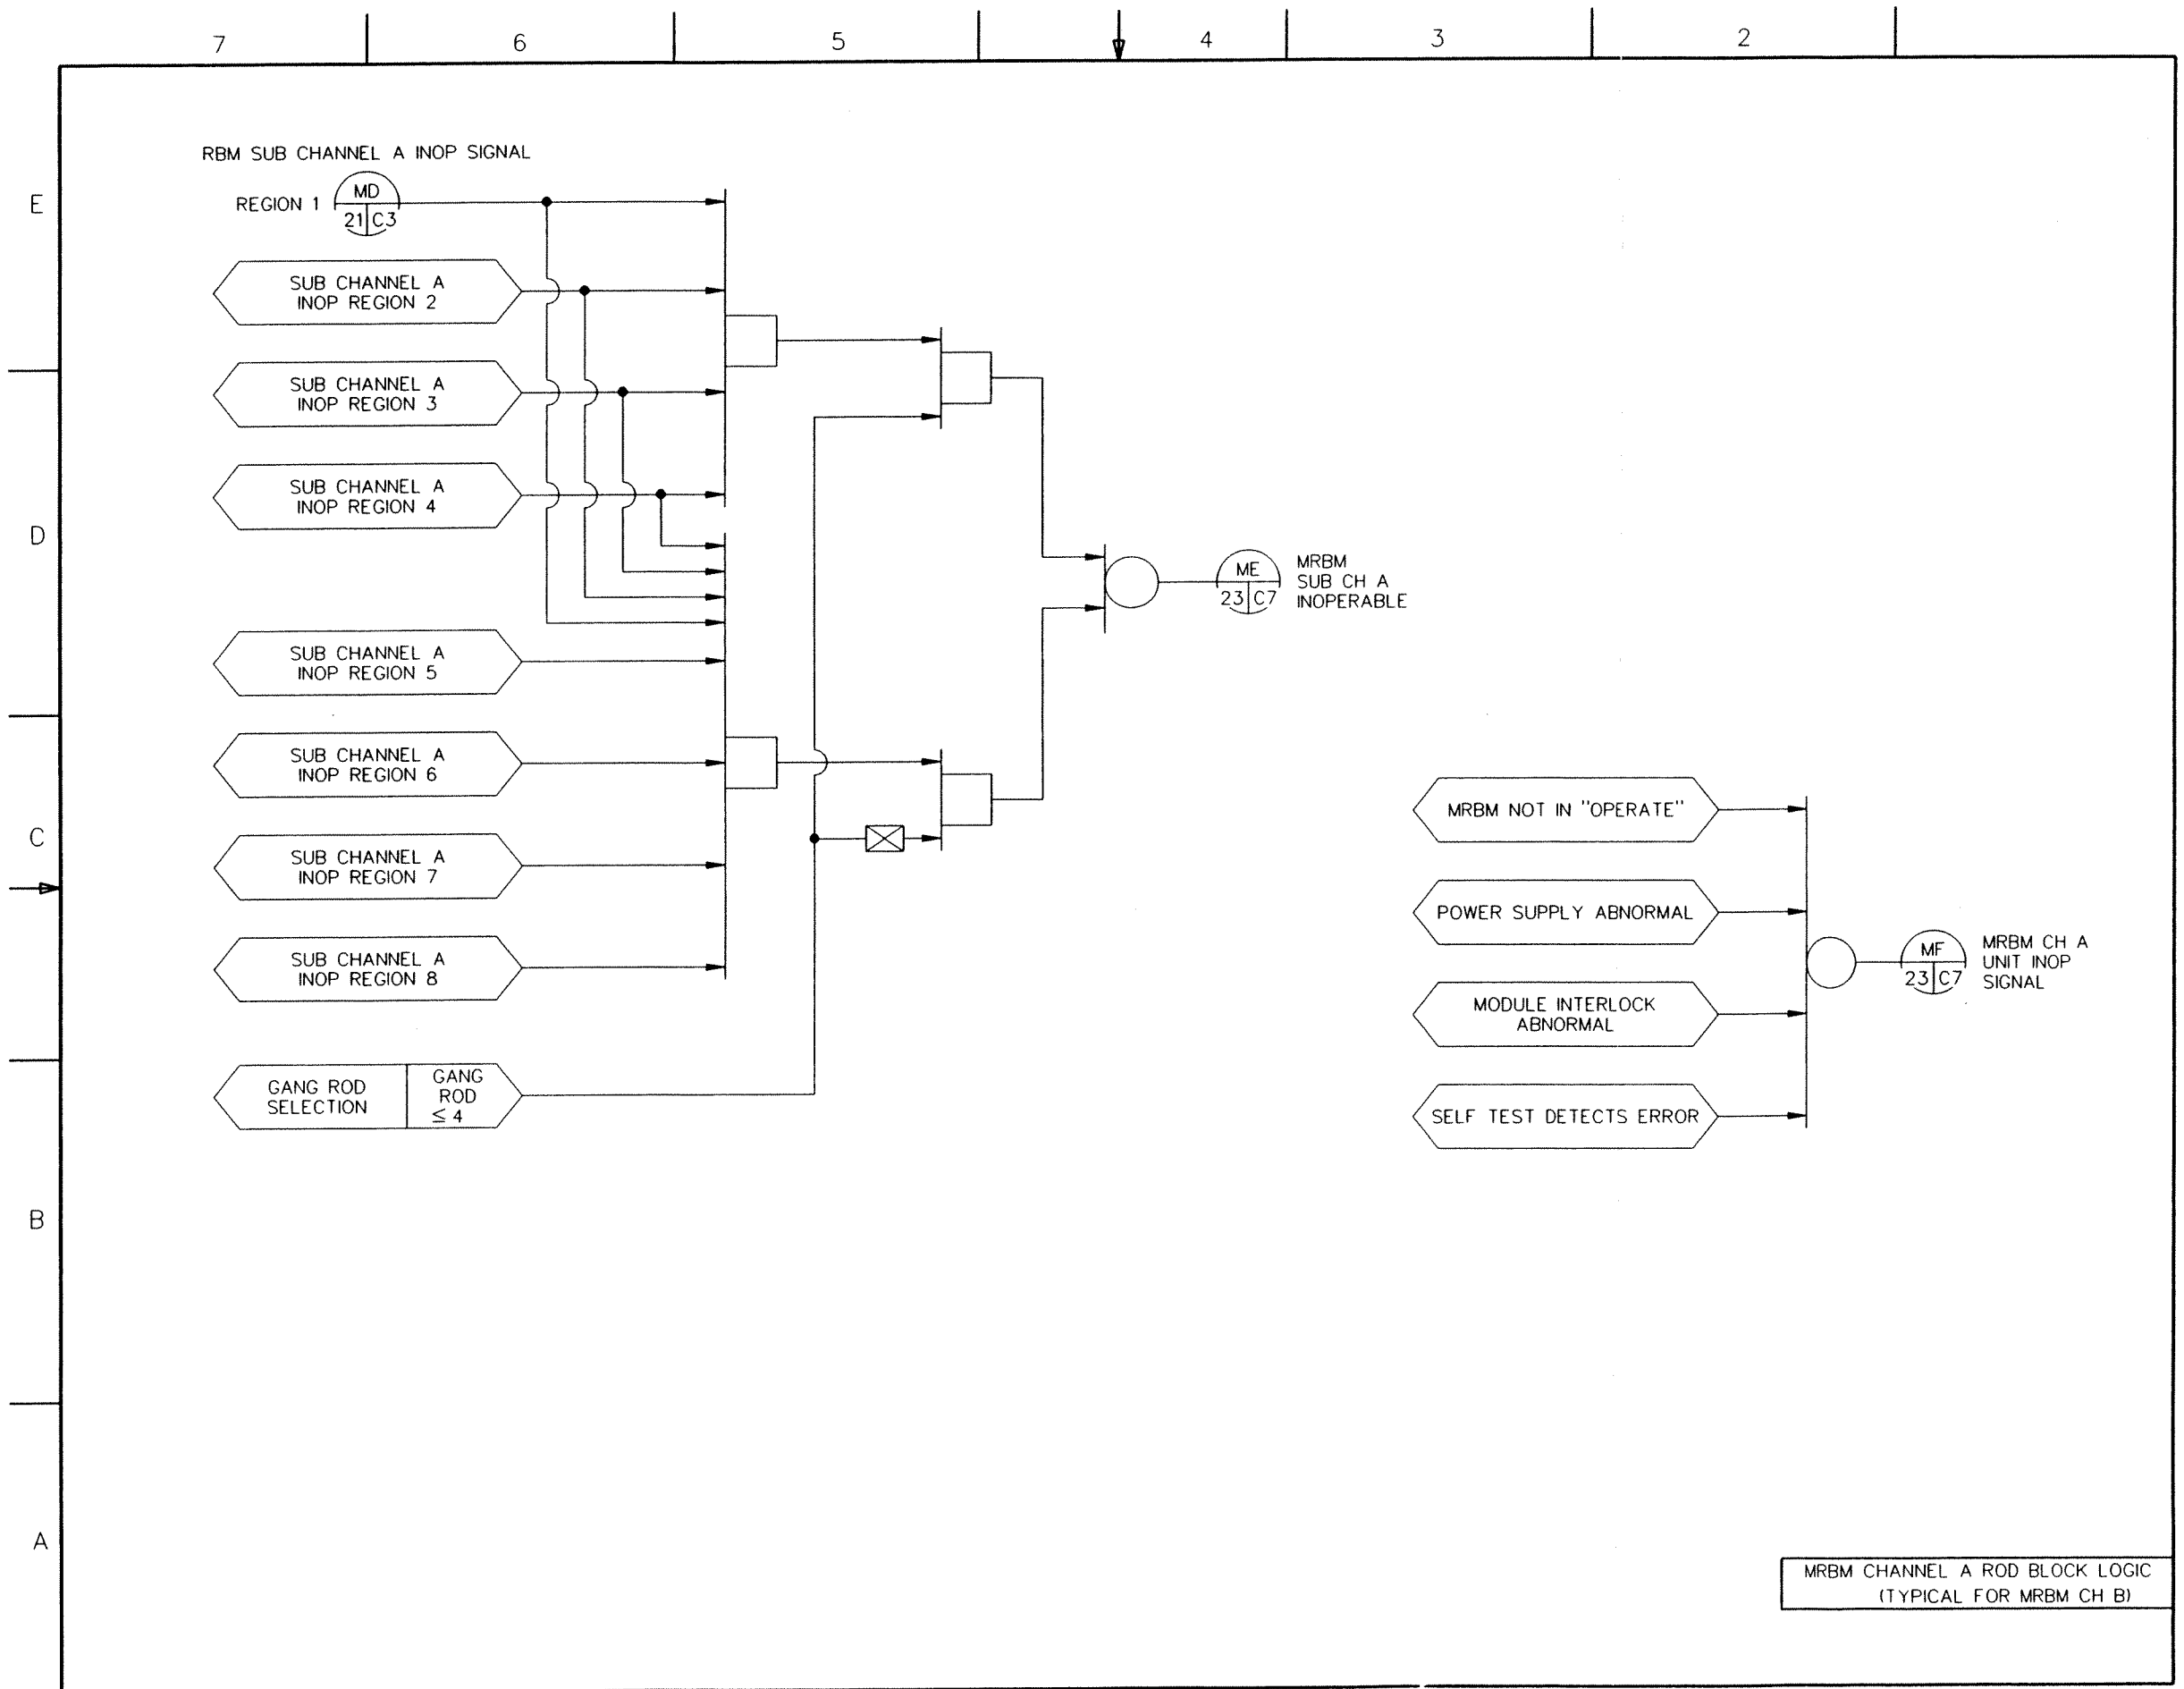 7 6 5 4 3 2
E
D
C
B
A
RBM SUB CHANNEL A INOP SIGNAL
REGION 1
MD
21 C3
SUB CHANNEL A
INOP REGION 2
SUB CHANNEL A
INOP REGION 3
SUB CHANNEL A
INOP REGION 4
SUB CHANNEL A
INOP REGION 5
SUB CHANNEL A
INOP REGION 6
SUB CHANNEL A
INOP REGION 7
SUB CHANNEL A
INOP REGION 8
GANG ROD
SELECTION
GANG
ROD
≤ 4
ME
23 C7
MRBM
SUB CH A
INOPERABLE
MRBM NOT IN "OPERATE"
POWER SUPPLY ABNORMAL
MODULE INTERLOCK
ABNORMAL
SELF TEST DETECTS ERROR
MF
23 C7
MRBM CH A
UNIT INOP
SIGNAL
MRBM CHANNEL A ROD BLOCK LOGIC
(TYPICAL FOR MRBM CH B)